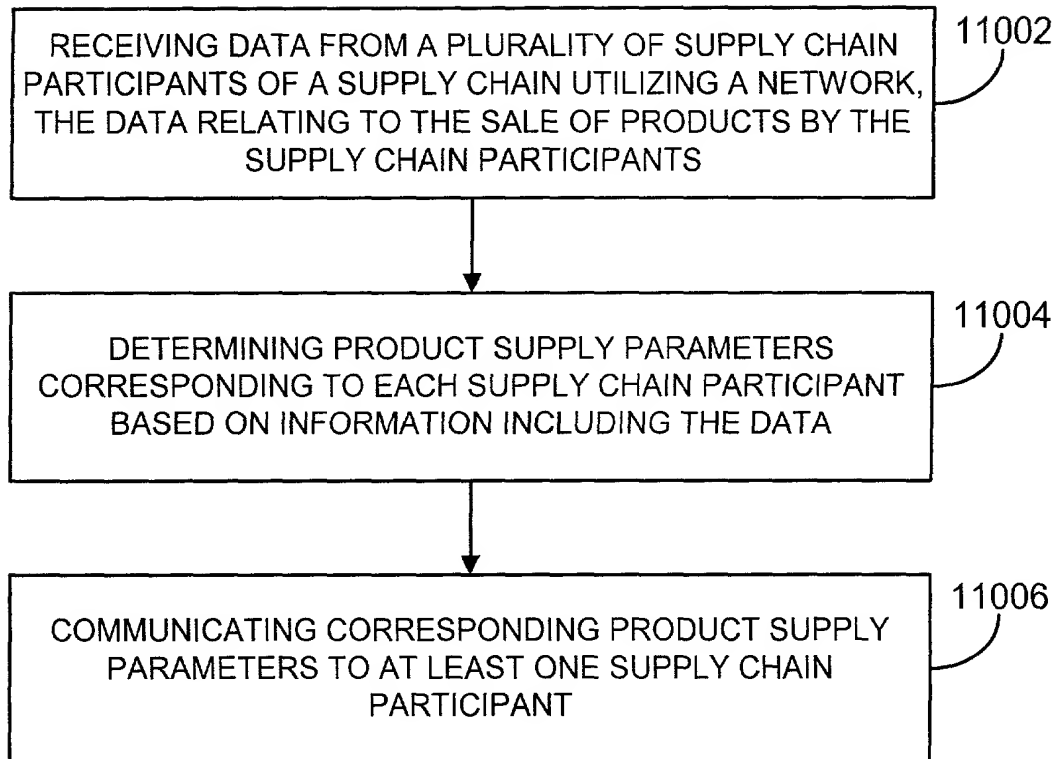 RECEIVING DATA FROM A PLURALITY OF SUPPLY CHAIN
PARTICIPANTS OF A SUPPLY CHAIN UTILIZING A NETWORK,
THE DATA RELATING TO THE SALE OF PRODUCTS BY THE
SUPPLY CHAIN PARTICIPANTS
11002
DETERMINING PRODUCT SUPPLY PARAMETERS
CORRESPONDING TO EACH SUPPLY CHAIN PARTICIPANT
BASED ON INFORMATION INCLUDING THE DATA
11004
COMMUNICATING CORRESPONDING PRODUCT SUPPLY
PARAMETERS TO AT LEAST ONE SUPPLY CHAIN
PARTICIPANT
11006